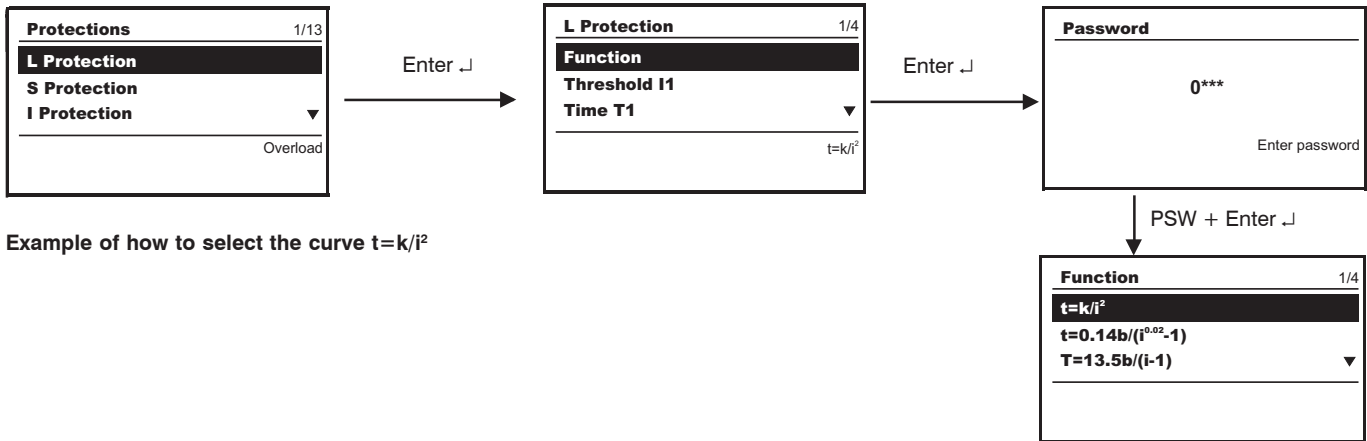 Protections 1/13
L Protection
S Protection
I Protection ▼
Overload
Enter ↵
L Protection 1/4
Function
Threshold I1
Time T1 ▼
t=k/i²
Enter ↵
Password
0***
Enter password
PSW + Enter ↵
Example of how to select the curve t=k/i²
Function 1/4
t=k/i²
t=0.14b/(i⁰·⁰²-1)
T=13.5b/(i-1) ▼